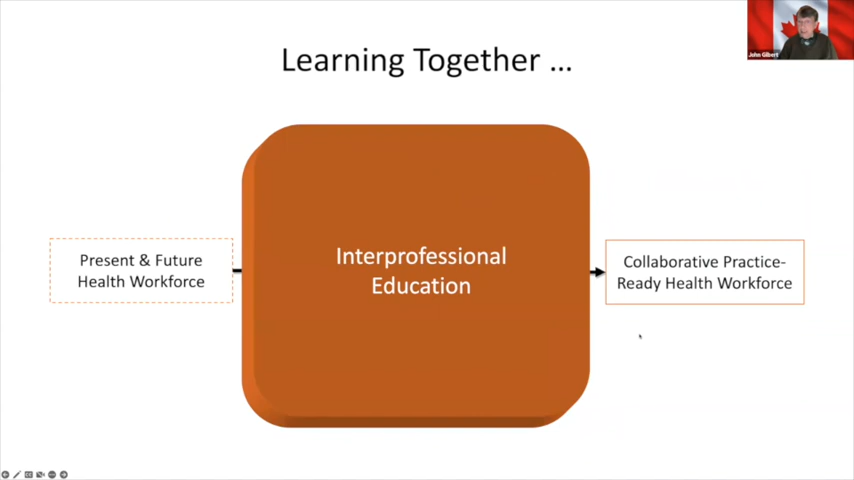 Learning Together ...
John Gilbert
Present & Future
Health Workforce
Interprofessional
Education
Collaborative Practice-
Ready Health Workforce